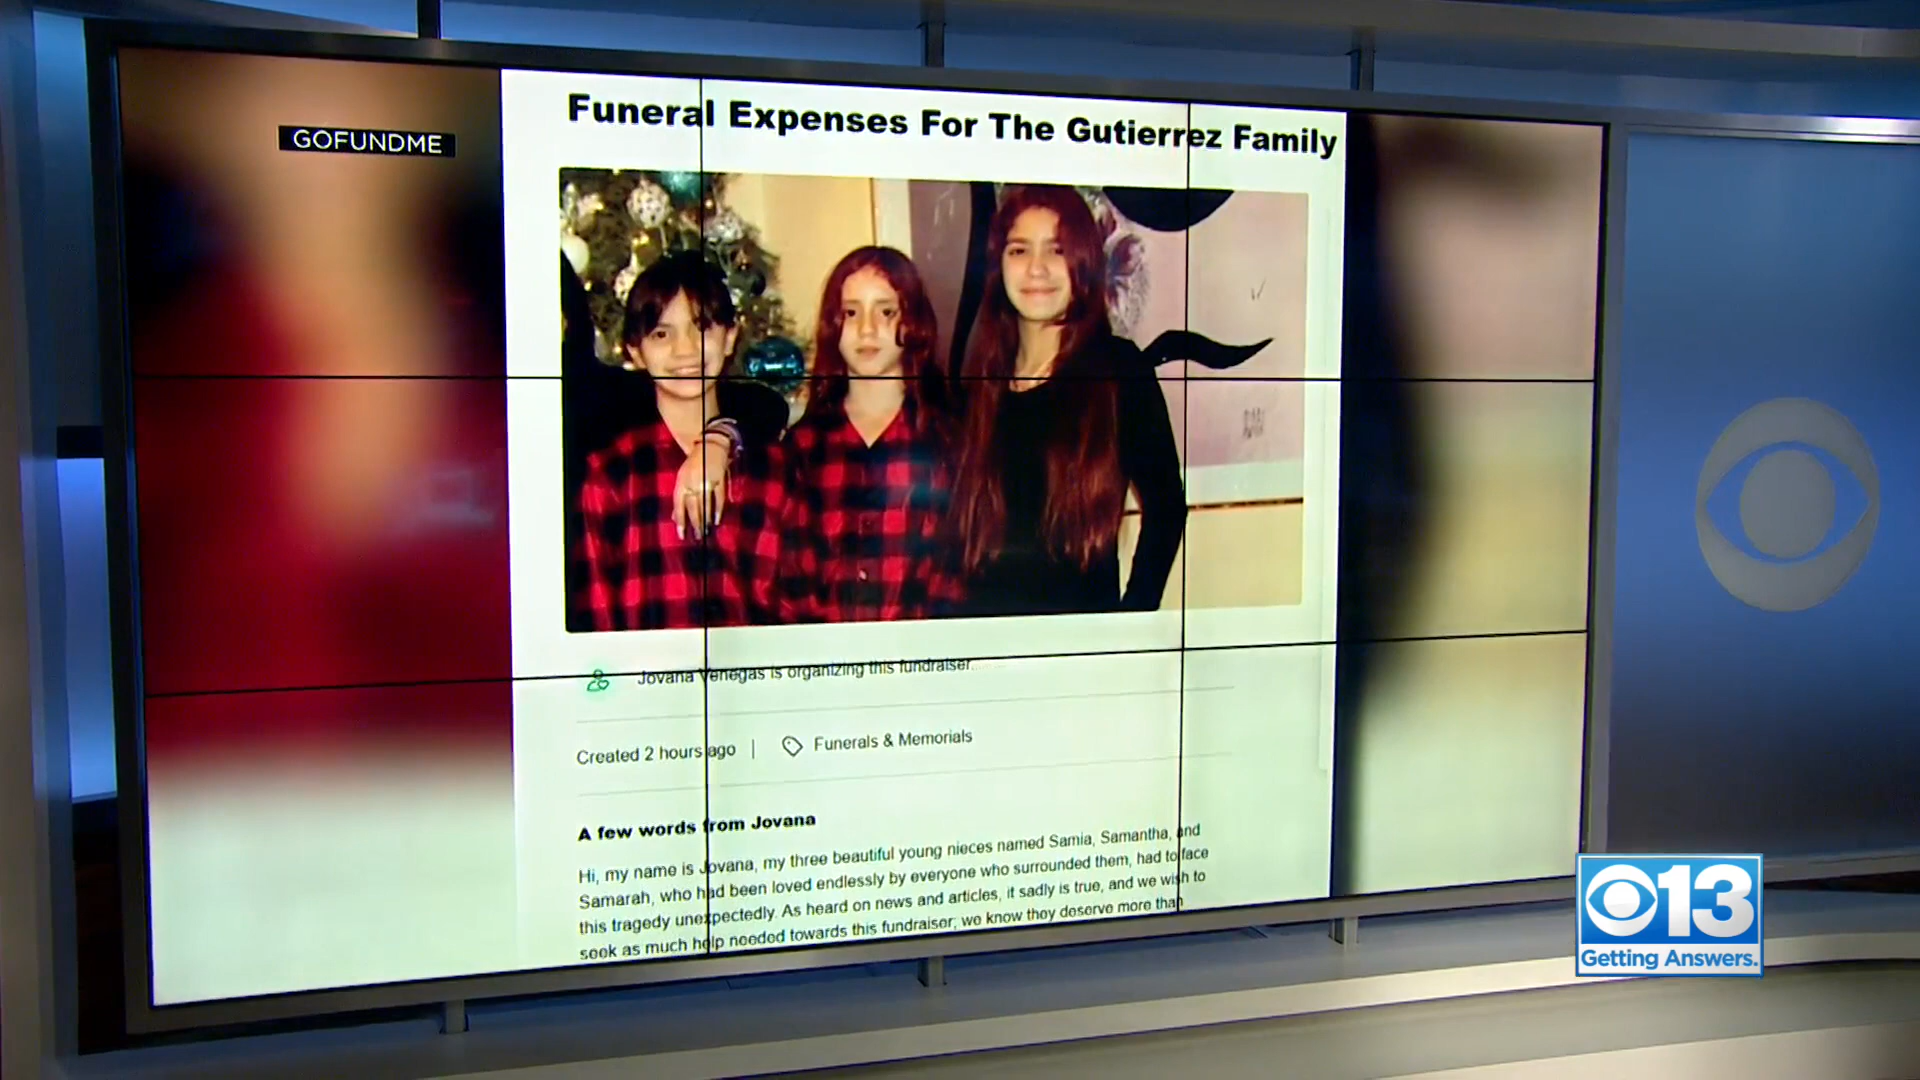 GOFUNDME
Funeral Expenses For The Gutierrez Family
Jovana Venegas is organizing this fundraiser.
Created 2 hours ago | Funerals & Memorials
A few words from Jovana
Hi, my name is Jovana, my three beautiful young nieces named Samia, Samantha, and
Samarah, who had been loved endlessly by everyone who surrounded them, had to face
this tragedy unexpectedly. As heard on news and articles, it sadly is true, and we wish to
seek as much help needed towards this fundraiser; we know they deserve more than
13
Getting Answers.